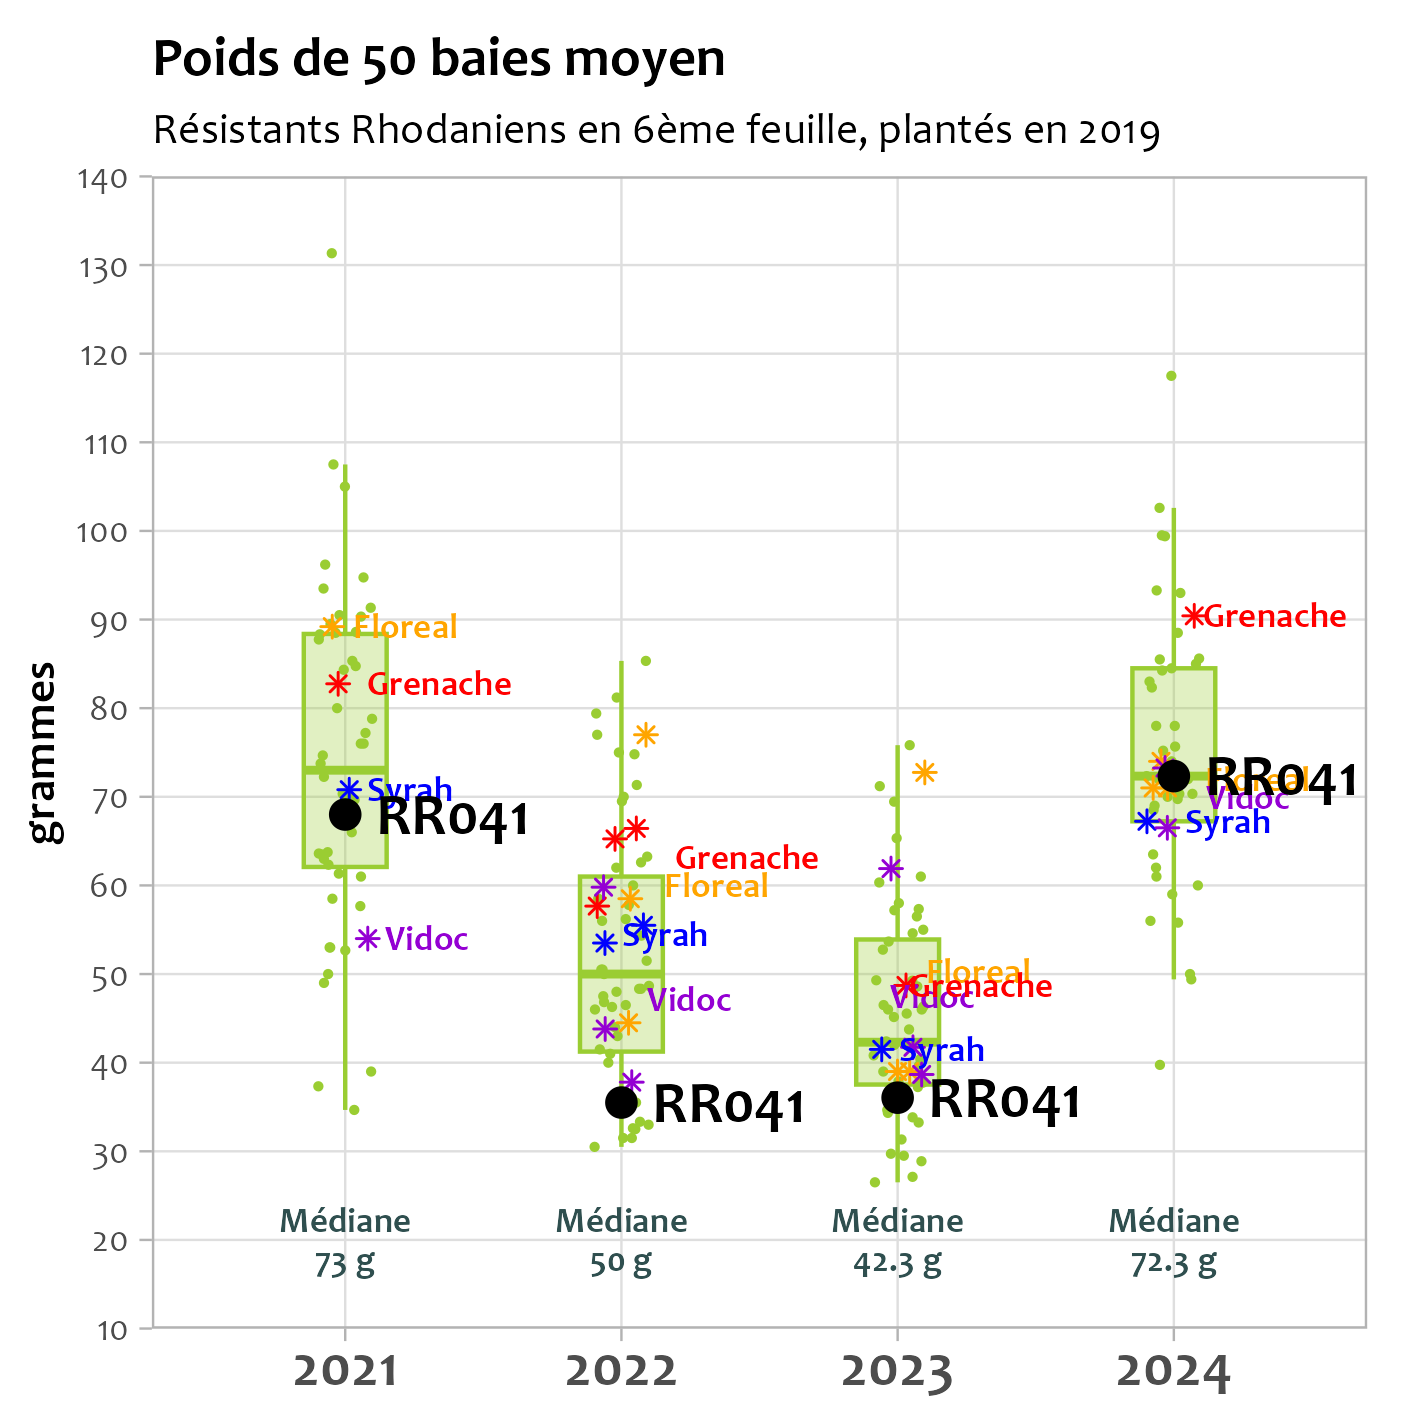 Poids de 50 baies moyen
Résistants Rhodaniens en 6ème feuille, plantés en 2019
grammes
140
130
120
110
100
90
80
70
60
50
40
30
20
10
Floreal
Grenache
Syrah
RR041
Vidoc
Grenache
Floreal
Syrah
Vidoc
RR041
Floreal
Grenache
Vidoc
Syrah
RR041
Grenache
Floreal
RR041
Vidoc
Syrah
Médiane
73 g
Médiane
50 g
Médiane
42.3 g
Médiane
72.3 g
2021
2022
2023
2024